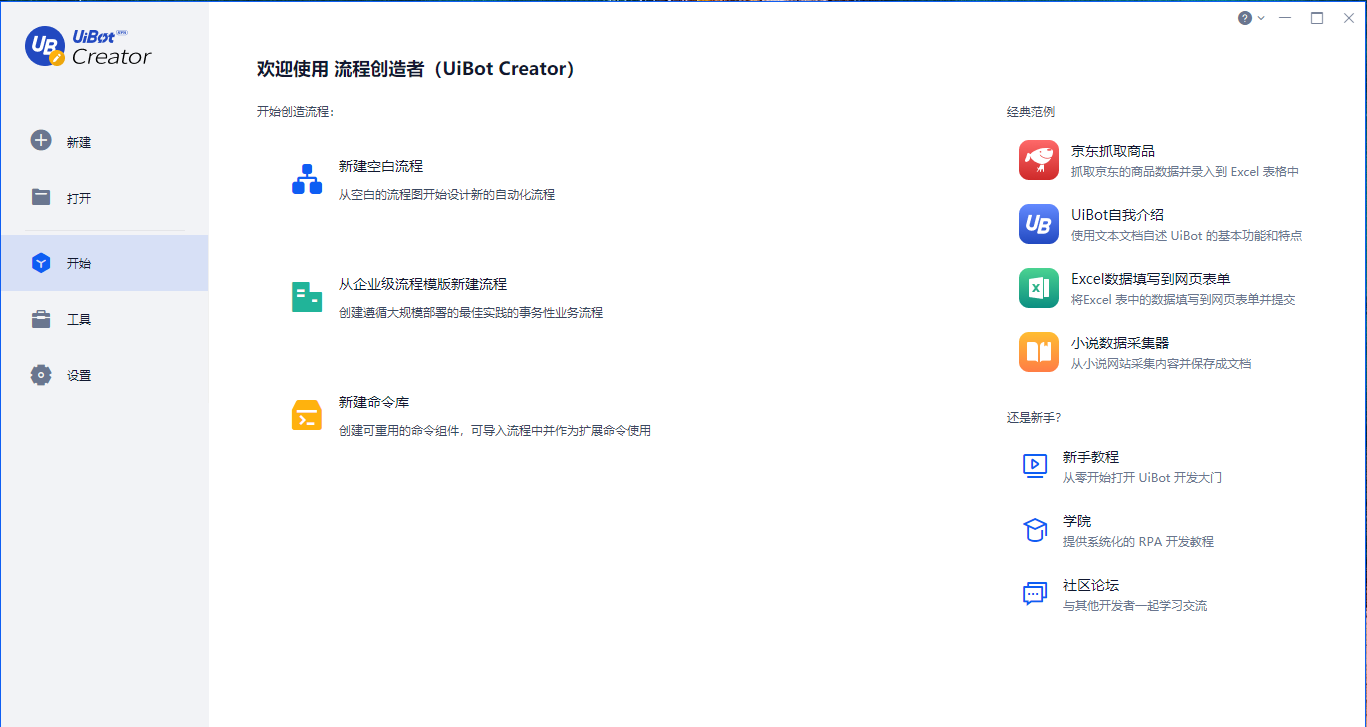 UB
UiBot RPA
Creator
新建
打开
开始
工具
设置
欢迎使用 流程创造者（UiBot Creator）
开始创造流程：
新建空白流程
从空白的流程图开始设计新的自动化流程
从企业级流程模版新建流程
创建遵循大规模部署的最佳实践的事务性业务流程
新建命令库
创建可重用的命令组件，可导入流程中并作为扩展命令使用
经典范例
京东抓取商品
抓取京东的商品数据并录入到 Excel 表格中
UB
UiBot自我介绍
使用文本文档自述 UiBot 的基本功能和特点
Excel数据填写到网页表单
将Excel 表中的数据填写到网页表单并提交
小说数据采集器
从小说网站采集内容并保存成文档
还是新手？
新手教程
从零开始打开 UiBot 开发大门
学院
提供系统化的 RPA 开发教程
社区论坛
与其他开发者一起学习交流